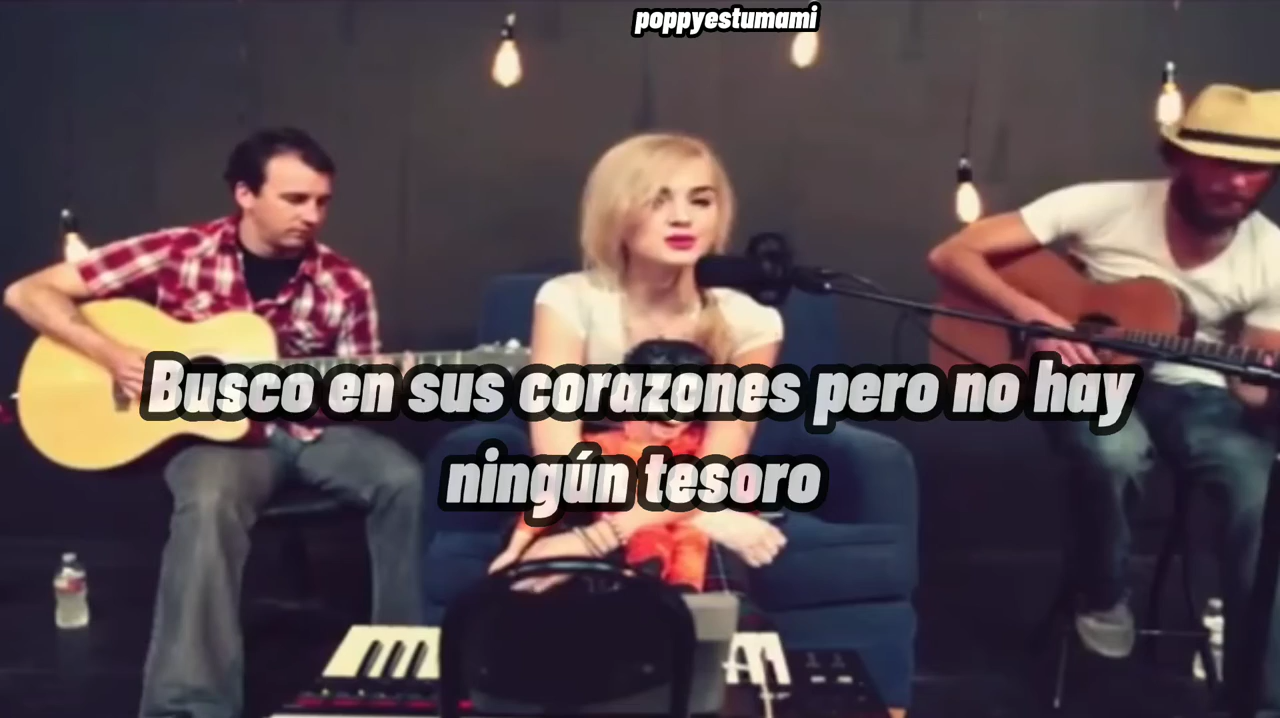 poppyestumami
Busco en sus corazones pero no hay
ningún tesoro